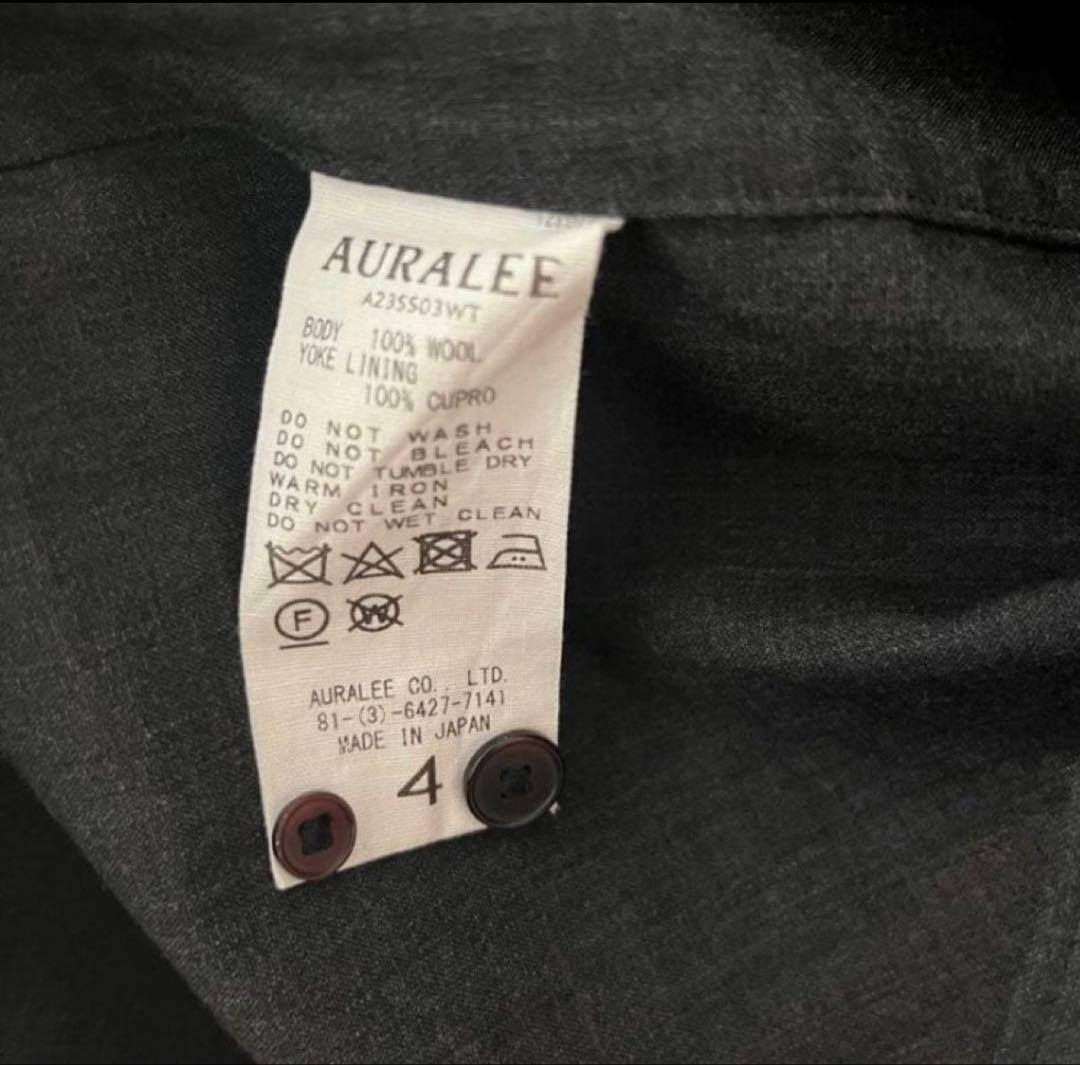 AURALEE
A23SS03WT
BODY 100% WOOL
YOKE LINING
100% CUPRO
DO NOT WASH
DO NOT BLEACH
DO NOT TUMBLE DRY
WARM IRON
DRY CLEAN
DO NOT WET CLEAN
F W
AURALEE CO., LTD.
81-(3)-6427-7141
MADE IN JAPAN
4